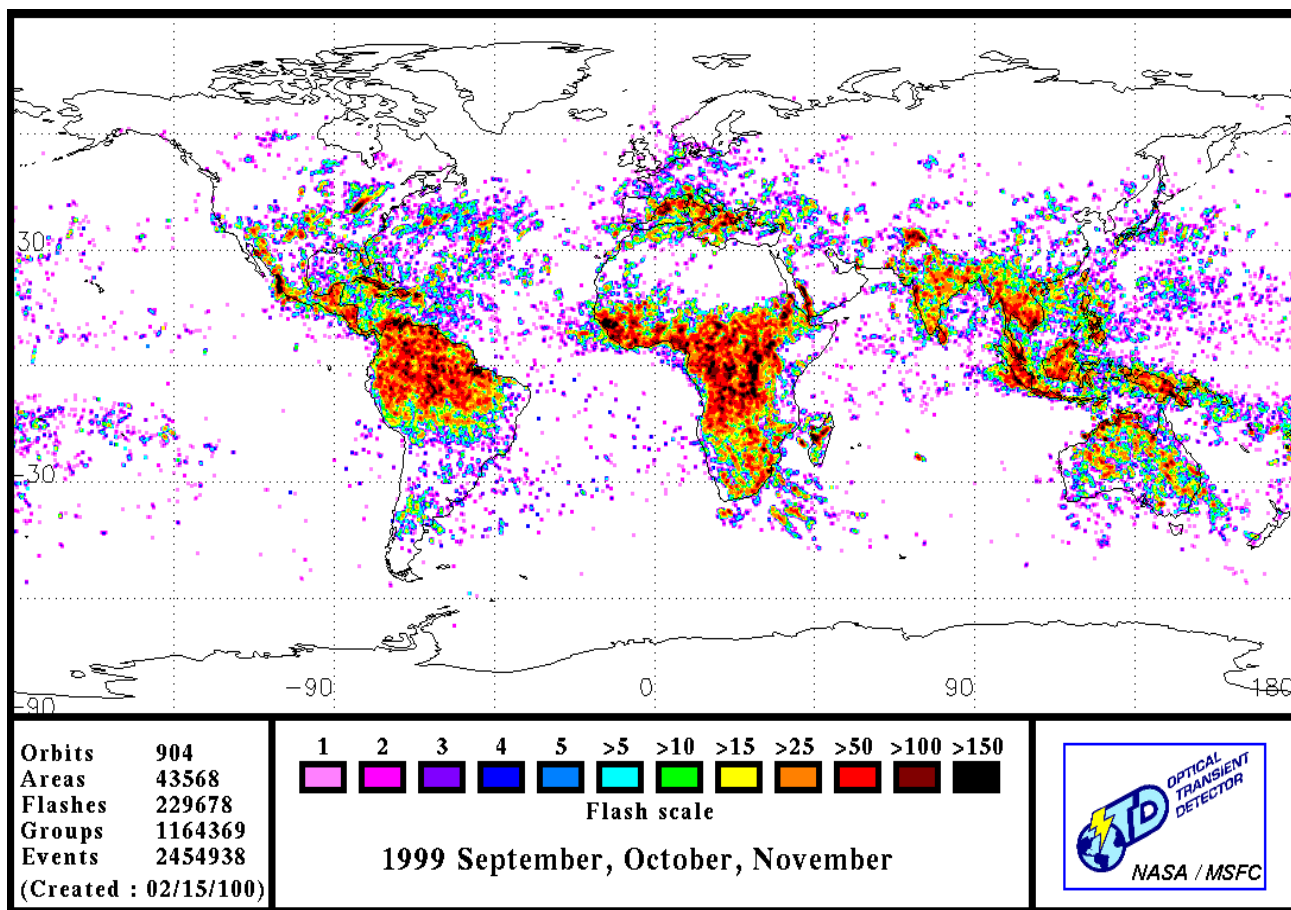 30
-30
-90
-90 0 90 180
Orbits 904
Areas 43568
Flashes 229678
Groups 1164369
Events 2454938
(Created : 02/15/100)
1 2 3 4 5 >5 >10 >15 >25 >50 >100 >150
Flash scale
1999 September, October, November
OPTICAL
TRANSIENT
DETECTOR
OTD
NASA / MSFC